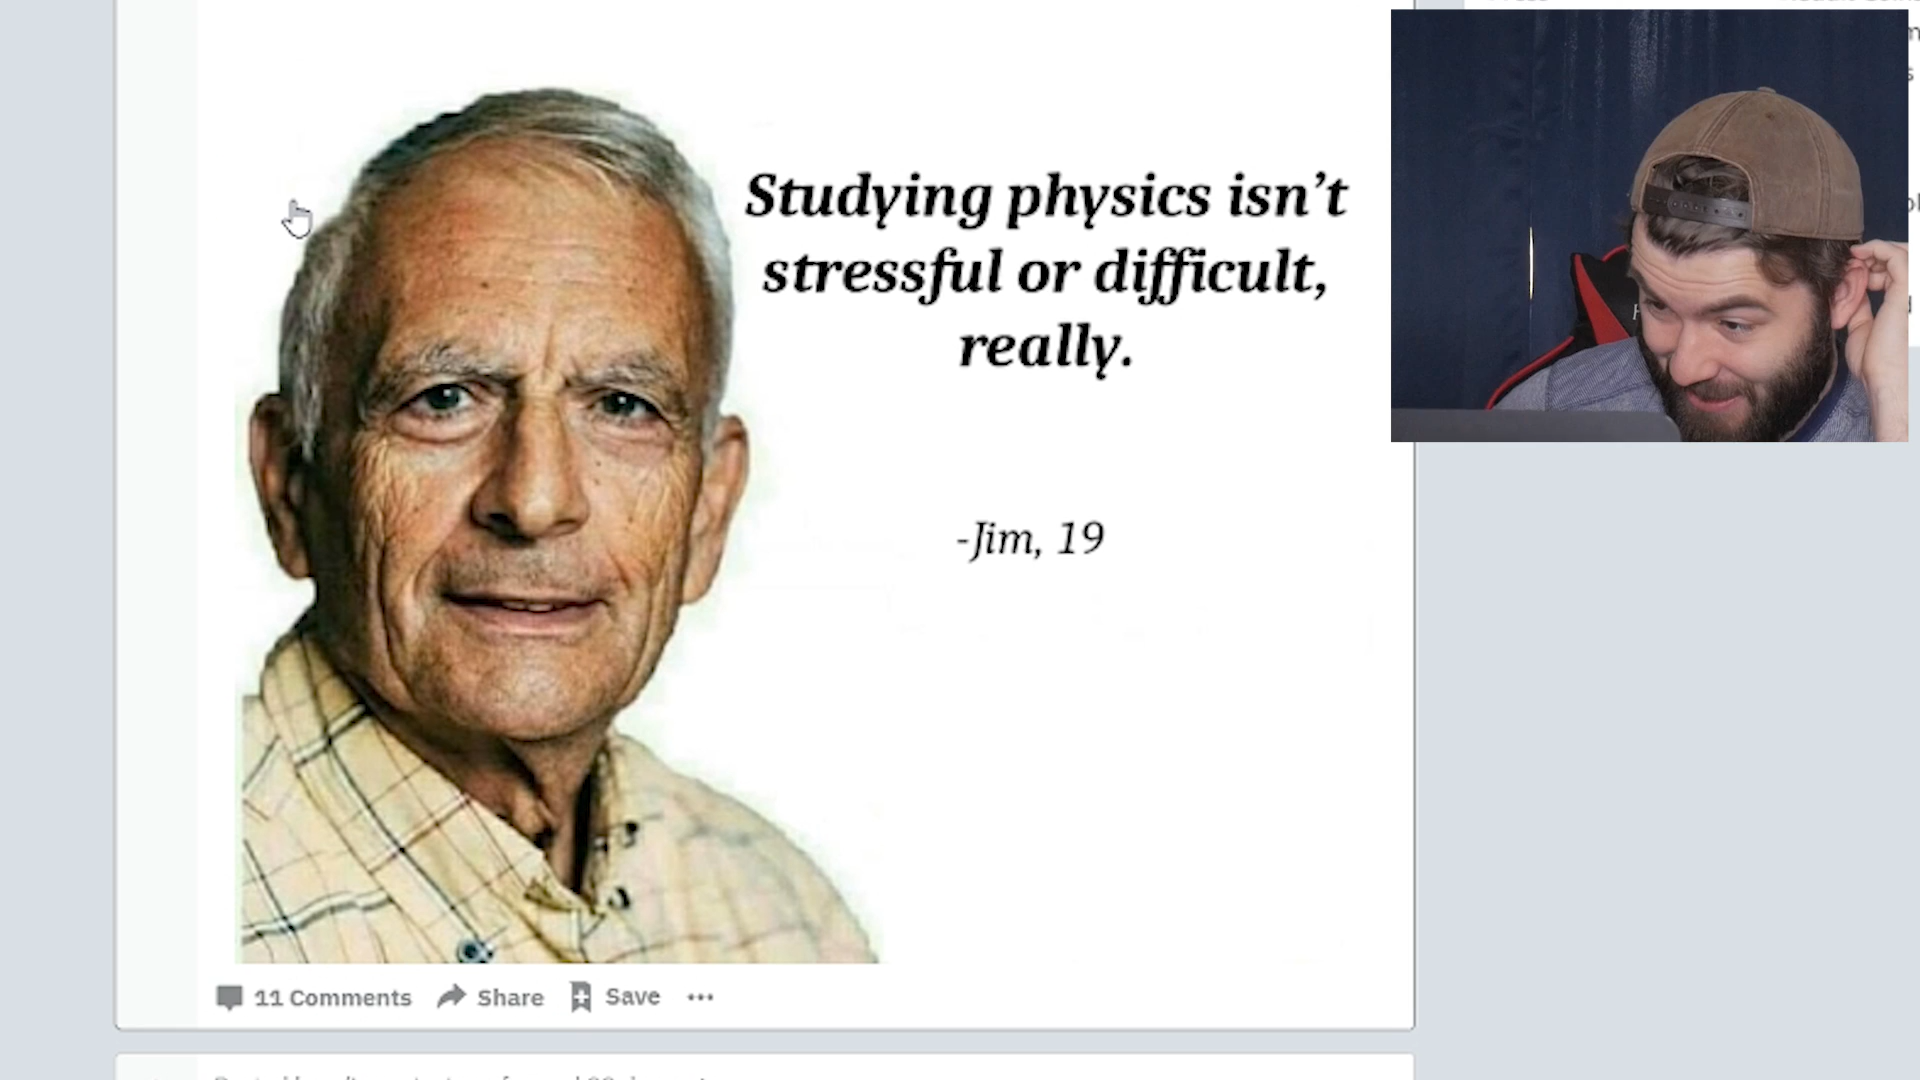 Studying physics isn’t
stressful or difficult,
really.
-Jim, 19
11 Comments Share Save